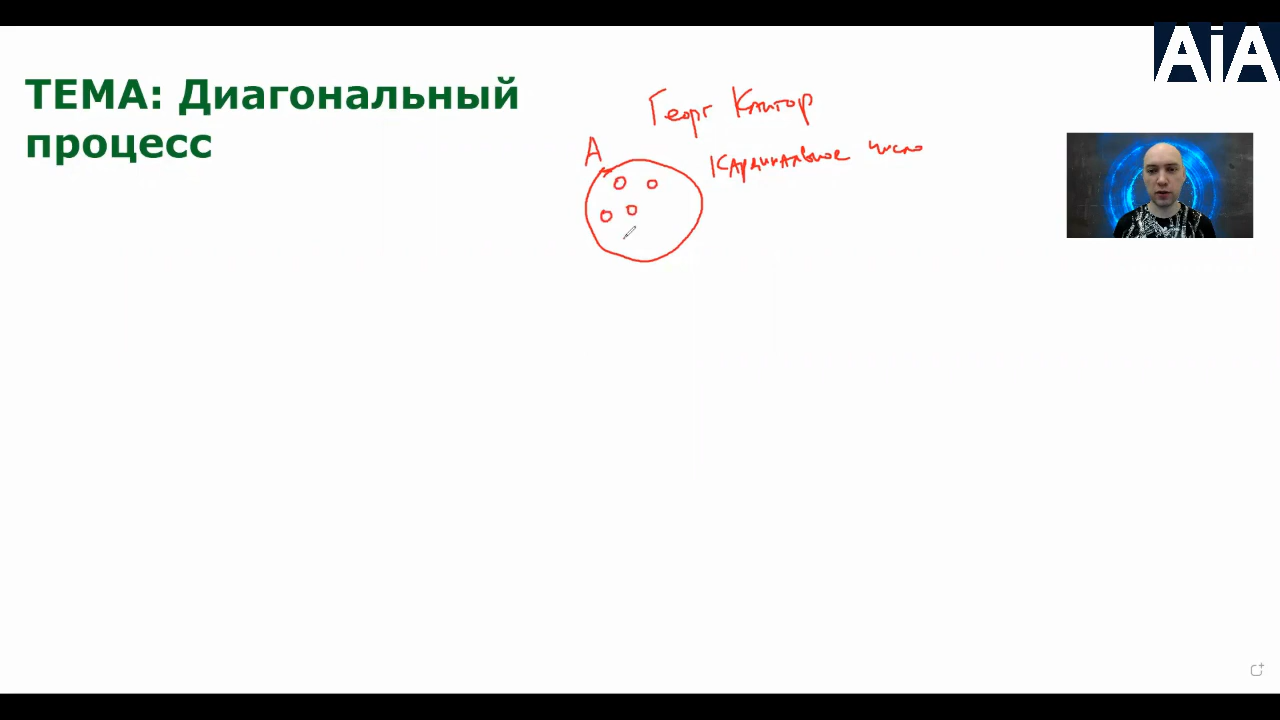 ТЕМА: Диагональный
процесс
Георг Кантор
A
Кардинальное число
AiA